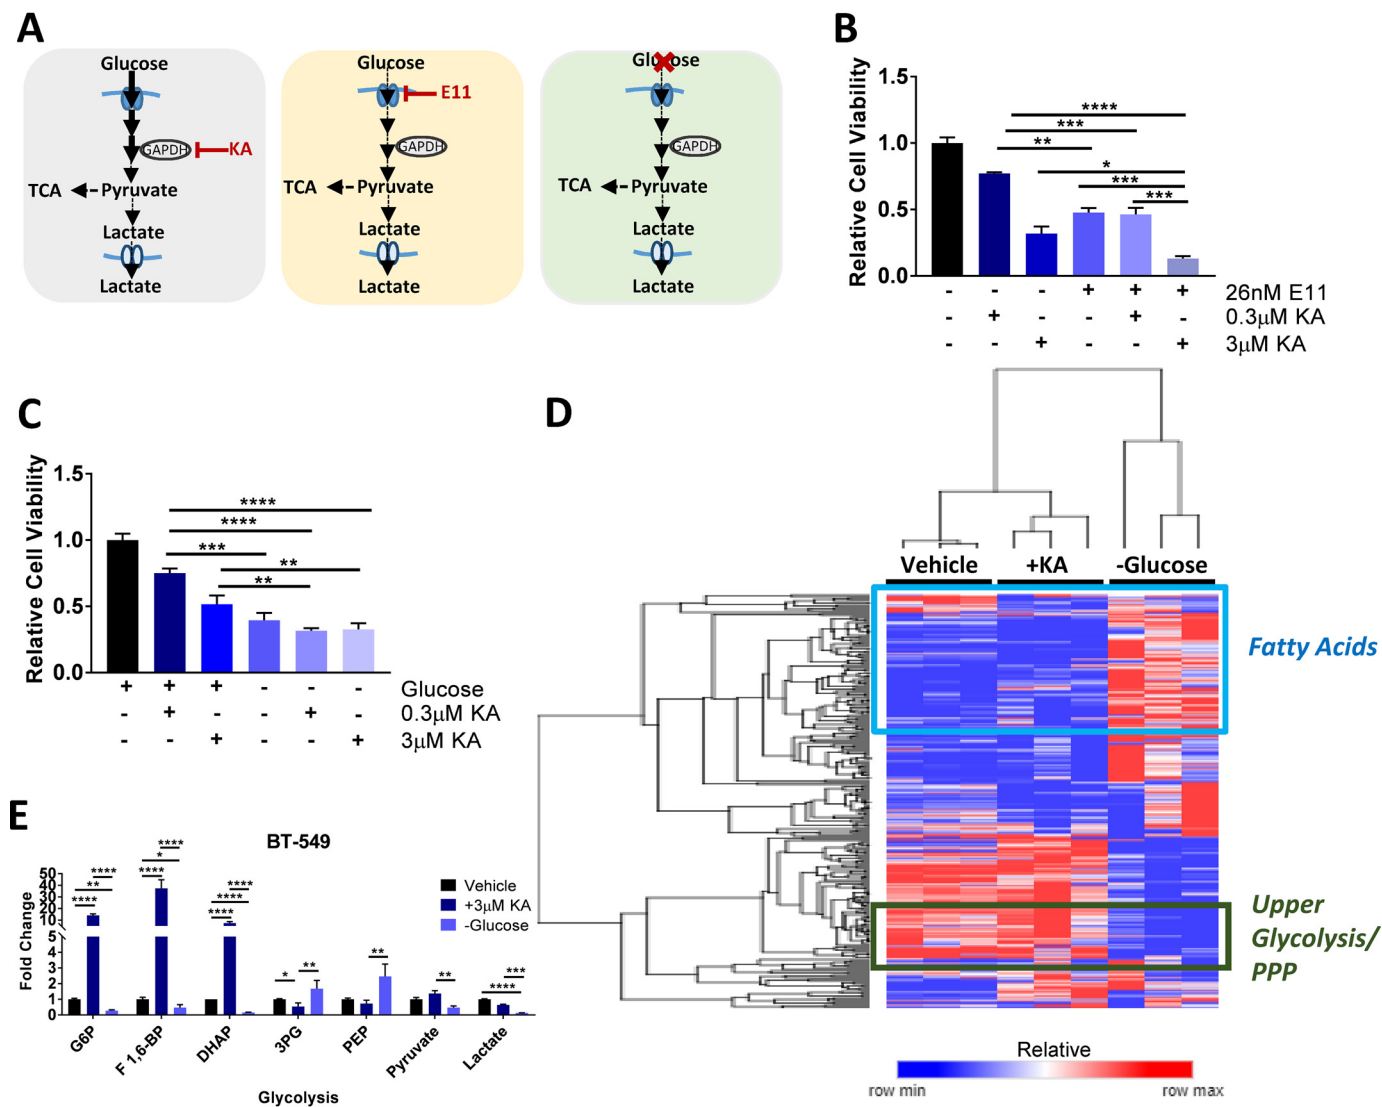 A
Glucose
GAPDH
KA
TCA
Pyruvate
Lactate
Lactate
Glucose
E11
GAPDH
TCA
Pyruvate
Lactate
Lactate
Glucose
GAPDH
TCA
Pyruvate
Lactate
Lactate
B
Relative Cell Viability
1.5
1.0
0.5
0.0
****
***
**
*
***
***
- - - + + + 26nM E11
- + - - + - 0.3μM KA
- - + - - + 3μM KA
C
Relative Cell Viability
1.5
1.0
0.5
0.0
****
****
***
**
**
+ + + - - - Glucose
- + - - + - 0.3μM KA
- - + - - + 3μM KA
D
Vehicle +KA -Glucose
Fatty Acids
Upper
Glycolysis/
PPP
Relative
row min row max
E
BT-549
Fold Change
50
40
30
20
10
5
4
3
2
1
0
****
**
****
****
*
****
****
****
****
* **
**
**
***
****
Vehicle
+3μM KA
-Glucose
G6P
F 1,6-BP
DHAP
3PG
PEP
Pyruvate
Lactate
Glycolysis